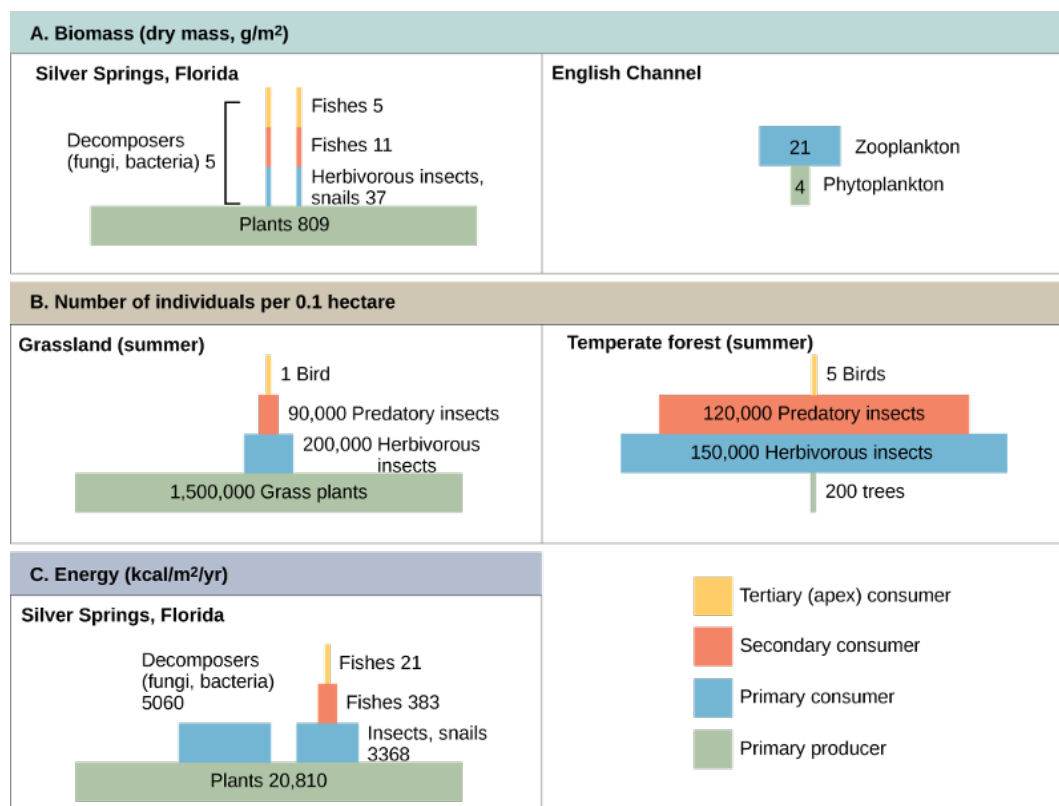 A. Biomass (dry mass, g/m²)
Silver Springs, Florida
Fishes 5
Decomposers
(fungi, bacteria) 5
Fishes 11
Herbivorous insects,
snails 37
Plants 809
English Channel
21
Zooplankton
4
Phytoplankton
B. Number of individuals per 0.1 hectare
Grassland (summer)
1 Bird
90,000 Predatory insects
200,000 Herbivorous
insects
1,500,000 Grass plants
Temperate forest (summer)
5 Birds
120,000 Predatory insects
150,000 Herbivorous insects
200 trees
C. Energy (kcal/m²/yr)
Silver Springs, Florida
Decomposers
(fungi, bacteria)
5060
Fishes 21
Fishes 383
Insects, snails
3368
Plants 20,810
Tertiary (apex) consumer
Secondary consumer
Primary consumer
Primary producer